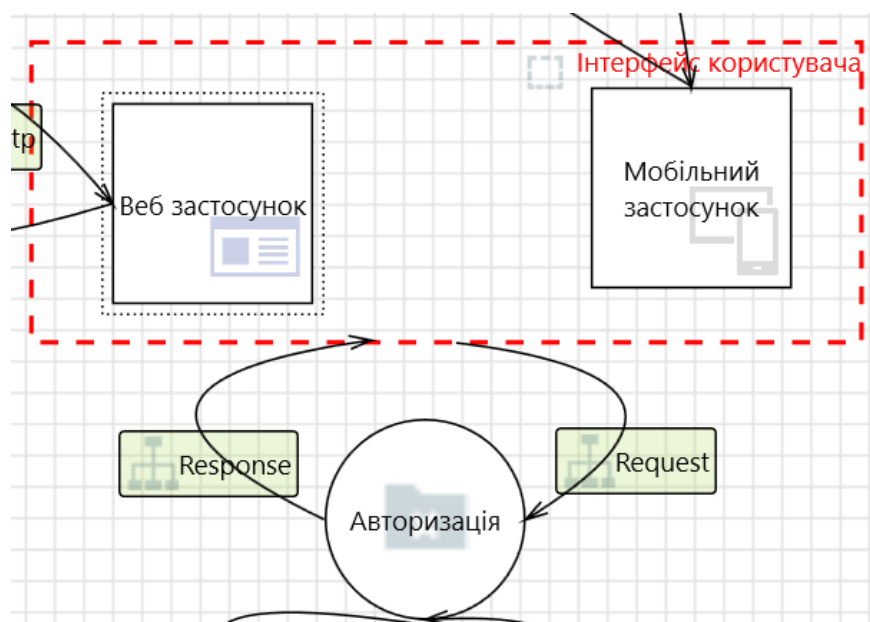 Інтерфейс користувача
tp
Веб застосунок
Мобільний
застосунок
Response
Request
Авторизація